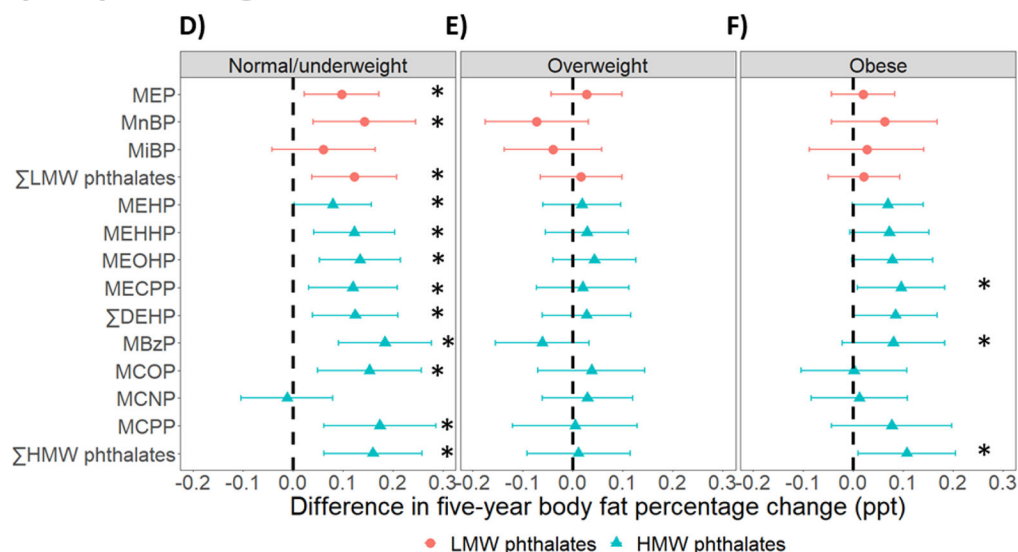 D) E) F)
Normal/underweight Overweight Obese
MEP *
MnBP *
MiBP
∑LMW phthalates *
MEHP *
MEHHP *
MEOHP *
MECPP * *
∑DEHP *
MBzP * *
MCOP *
MCNP
MCPP *
∑HMW phthalates * *
-0.2 -0.1 0.0 0.1 0.2 0.3 -0.2 -0.1 0.0 0.1 0.2 0.3 -0.2 -0.1 0.0 0.1 0.2 0.3
Difference in five-year body fat percentage change (ppt)
LMW phthalates HMW phthalates